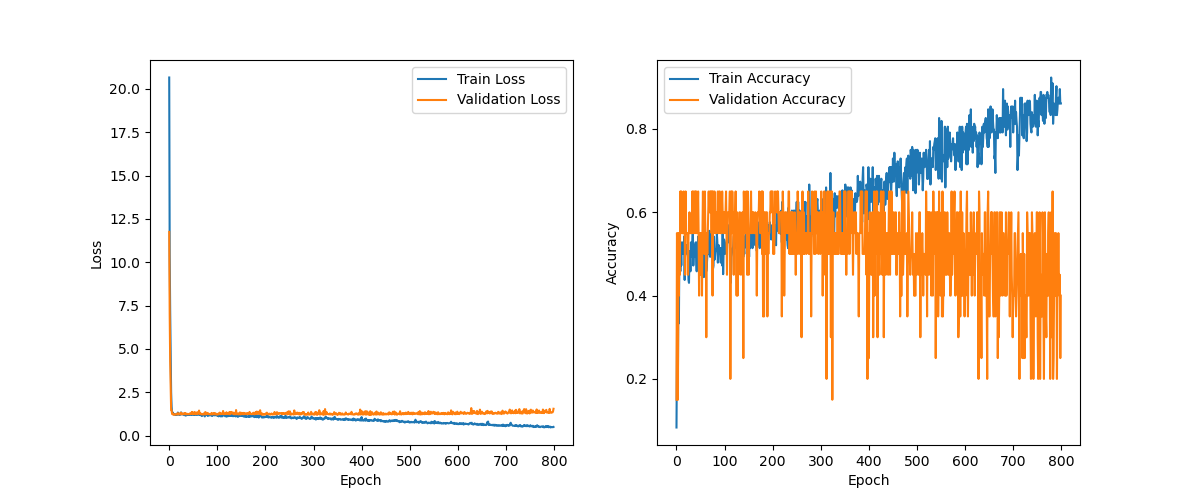 20.0
17.5
15.0
12.5
10.0
7.5
5.0
2.5
0.0
Loss
Train Loss
Validation Loss
0 100 200 300 400 500 600 700 800
Epoch
0.8
0.6
0.4
0.2
Accuracy
Train Accuracy
Validation Accuracy
0 100 200 300 400 500 600 700 800
Epoch